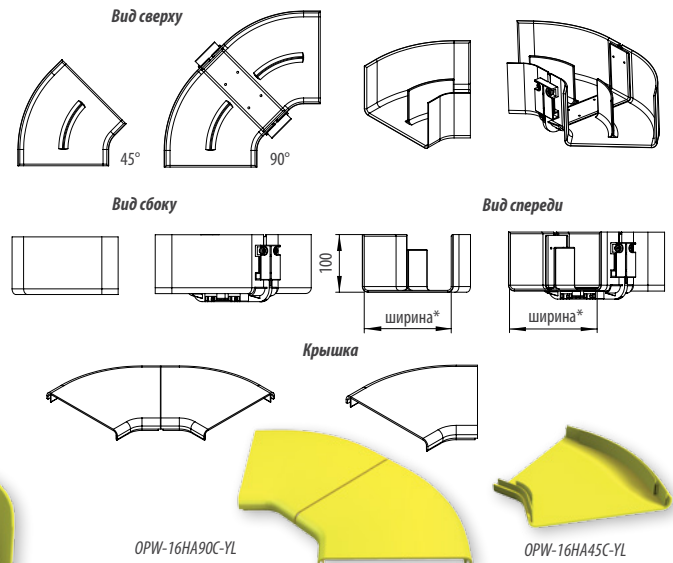 Вид сверху
45°
90°
Вид сбоку
Вид спереди
100
ширина*
ширина*
Крышка
OPW-16HA90C-YL
OPW-16HA45C-YL